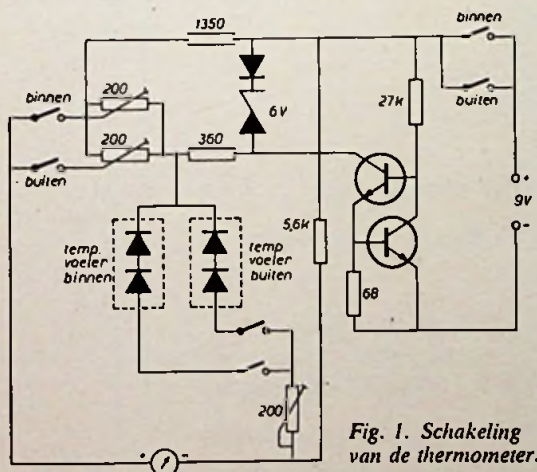 1350
binnen
200
binnen
buiten
27k
6V
200
360
buiten
+
9V
-
5,6k
temp.
voeler
binnen
temp
voeler
buiten
68
200
+ -
Fig. 1. Schakeling
van de thermometer.